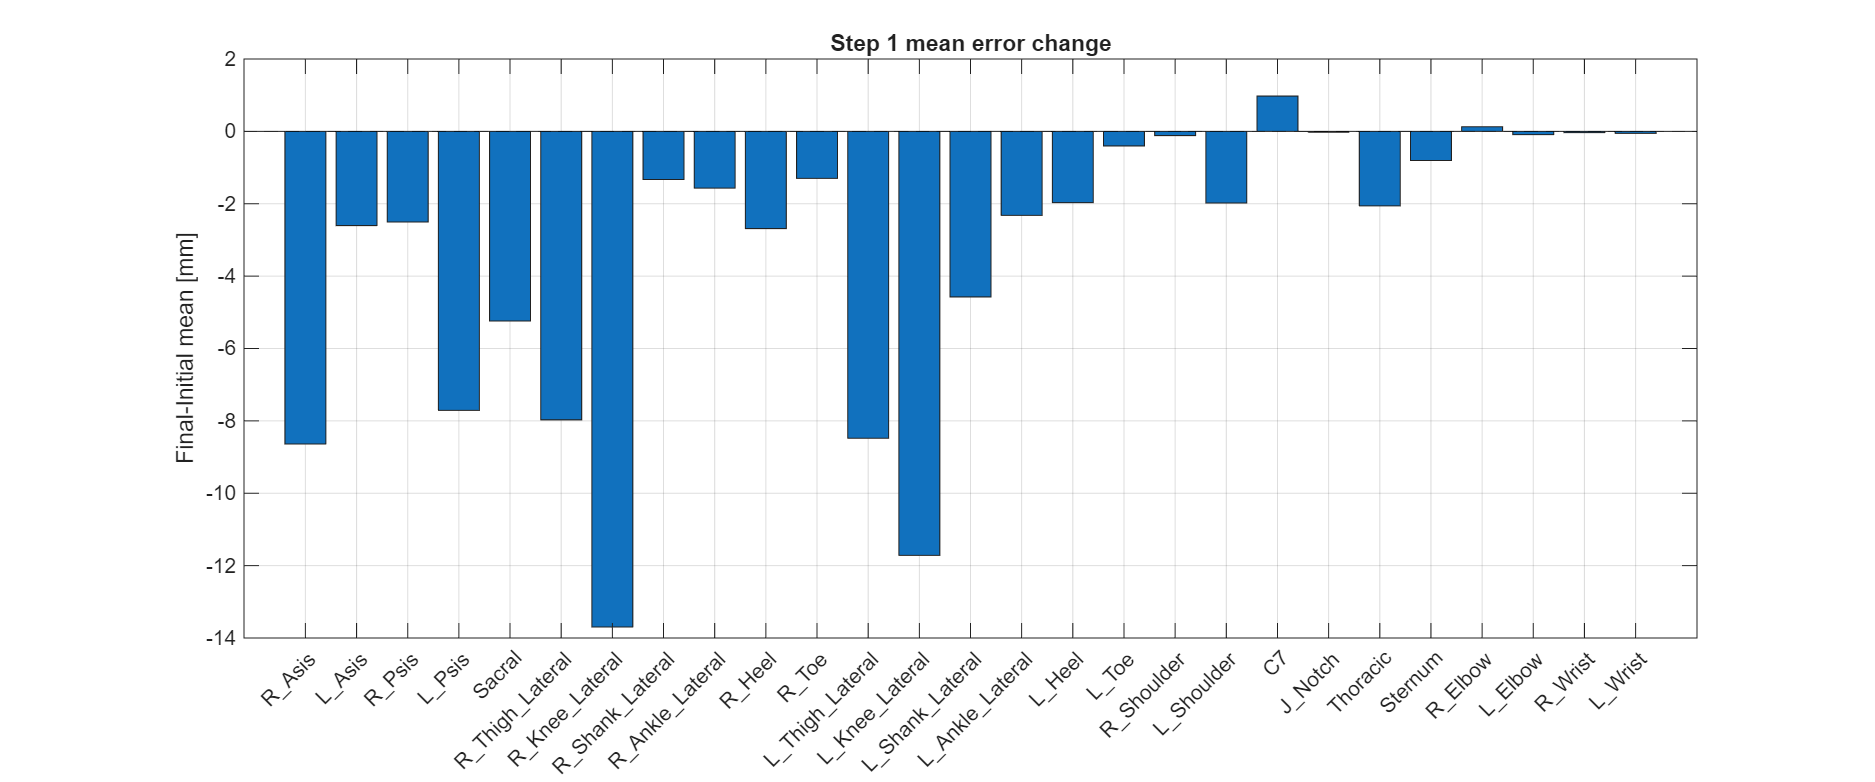 Step 1 mean error change
Final-Initial mean [mm]
2
0
-2
-4
-6
-8
-10
-12
-14
R_Asis
L_Asis
R_Psis
L_Psis
Sacral
R_Thigh_Lateral
R_Knee_Lateral
R_Shank_Lateral
R_Ankle_Lateral
R_Heel
R_Toe
L_Thigh_Lateral
L_Knee_Lateral
L_Shank_Lateral
L_Ankle_Lateral
L_Heel
L_Toe
R_Shoulder
L_Shoulder
C7
J_Notch
Thoracic
Sternum
R_Elbow
L_Elbow
R_Wrist
L_Wrist